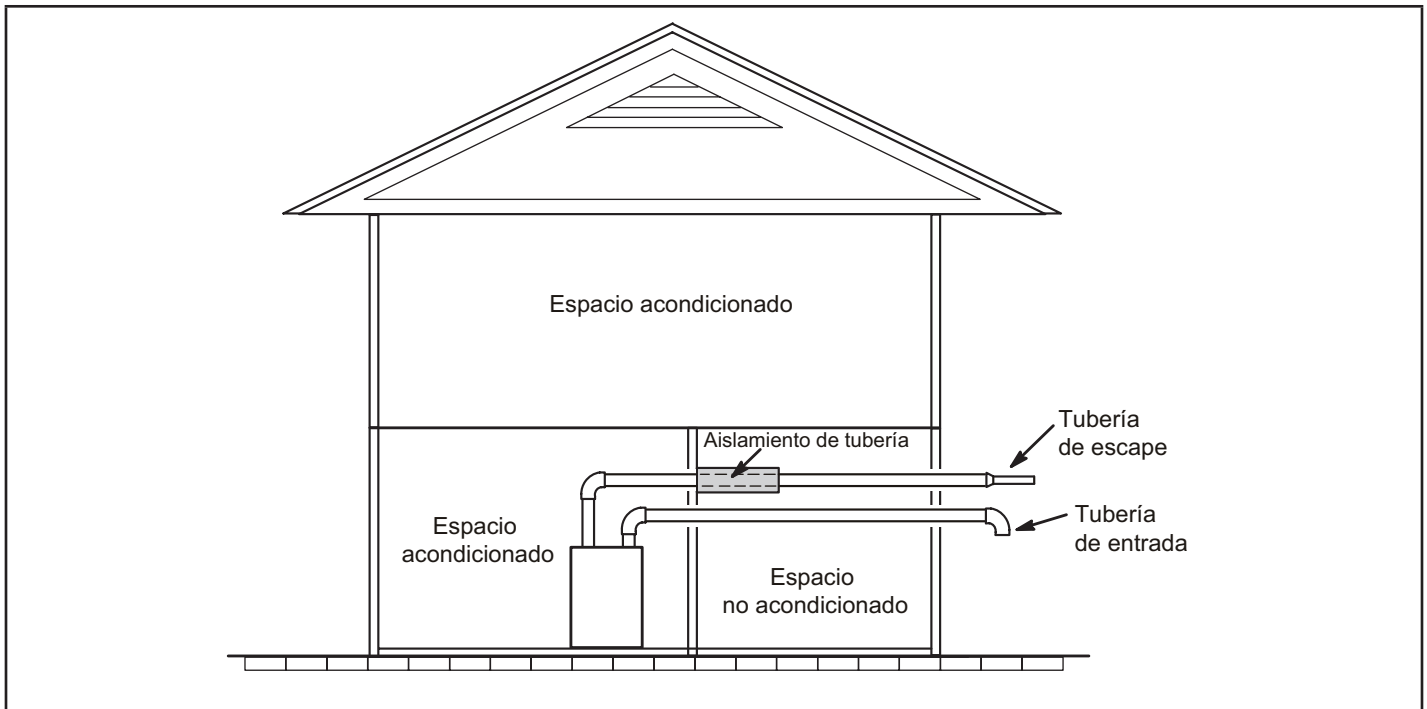 Espacio acondicionado
Aislamiento de tubería
Tubería
de escape
Espacio
acondicionado
Tubería
de entrada
Espacio
no acondicionado